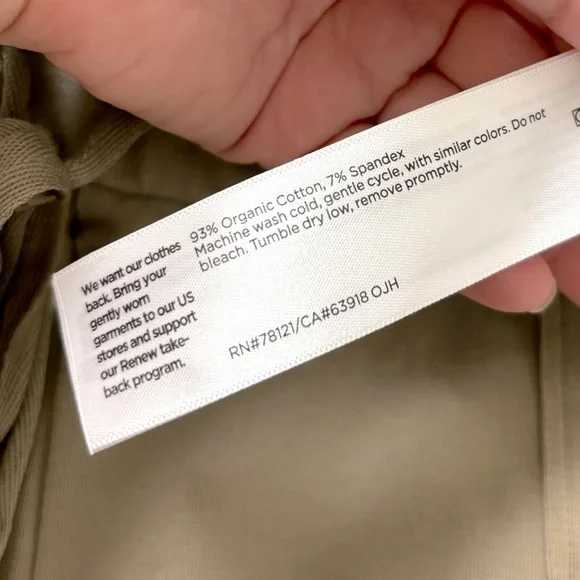 We want our clothes
back. Bring your
gently worn
garments to our US
stores and support
our Renew take-
back program.
93% Organic Cotton, 7% Spandex
Machine wash cold, gentle cycle, with similar colors. Do not
bleach. Tumble dry low, remove promptly.
RN#78121/CA#63918 OJH